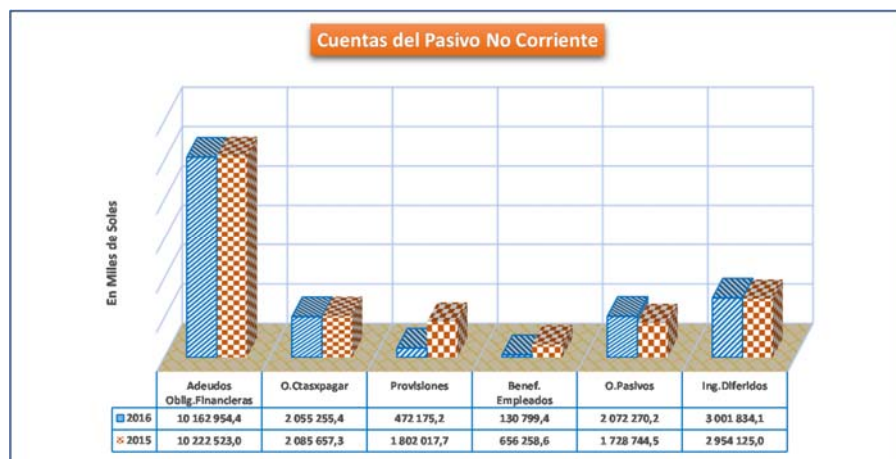 Cuentas del Pasivo No Corriente
En Miles de Soles
Adeudos Oblig.Financieras O.Ctasxpagar Provisiones Benef. Empleados O.Pasivos Ing.Diferidos
2016 10 162 954,4 2 055 255,4 472 175,2 130 799,4 2 072 270,2 3 001 834,1
2015 10 222 523,0 2 085 657,3 1 802 017,7 656 258,6 1 728 744,5 2 954 125,0